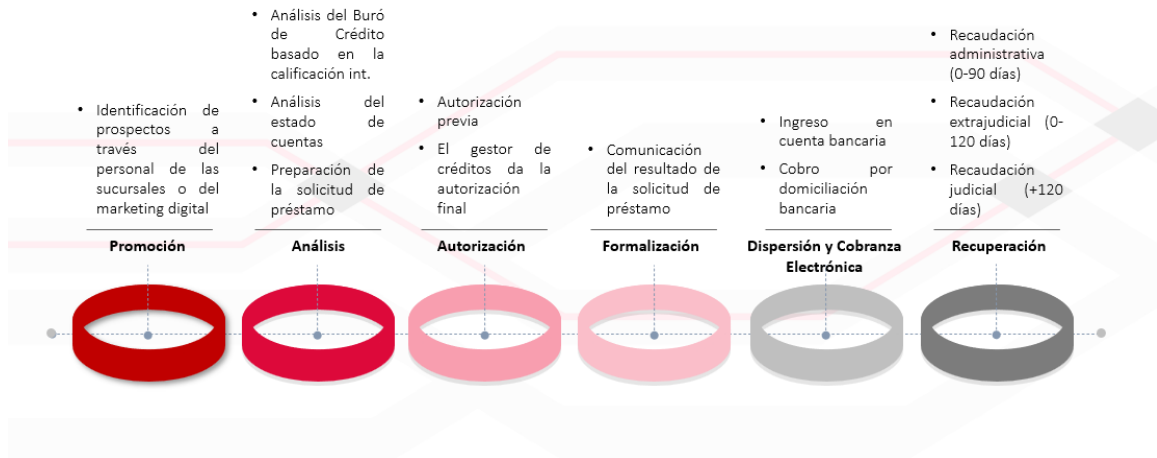 • Identificación de
prospectos a
través del
personal de las
sucursales o del
marketing digital
Promoción
• Análisis del Buró
de Crédito
basado en la
calificación int.
• Análisis del
estado de
cuentas
• Preparación de
la solicitud de
préstamo
Análisis
• Autorización
previa
• El gestor de
créditos da la
autorización
final
Autorización
• Comunicación
del resultado de
la solicitud de
préstamo
Formalización
• Ingreso en
cuenta bancaria
• Cobro por
domiciliación
bancaria
Dispersión y Cobranza
Electrónica
• Recaudación
administrativa
(0-90 días)
• Recaudación
extrajudicial (0-
120 días)
• Recaudación
judicial (+120
días)
Recuperación